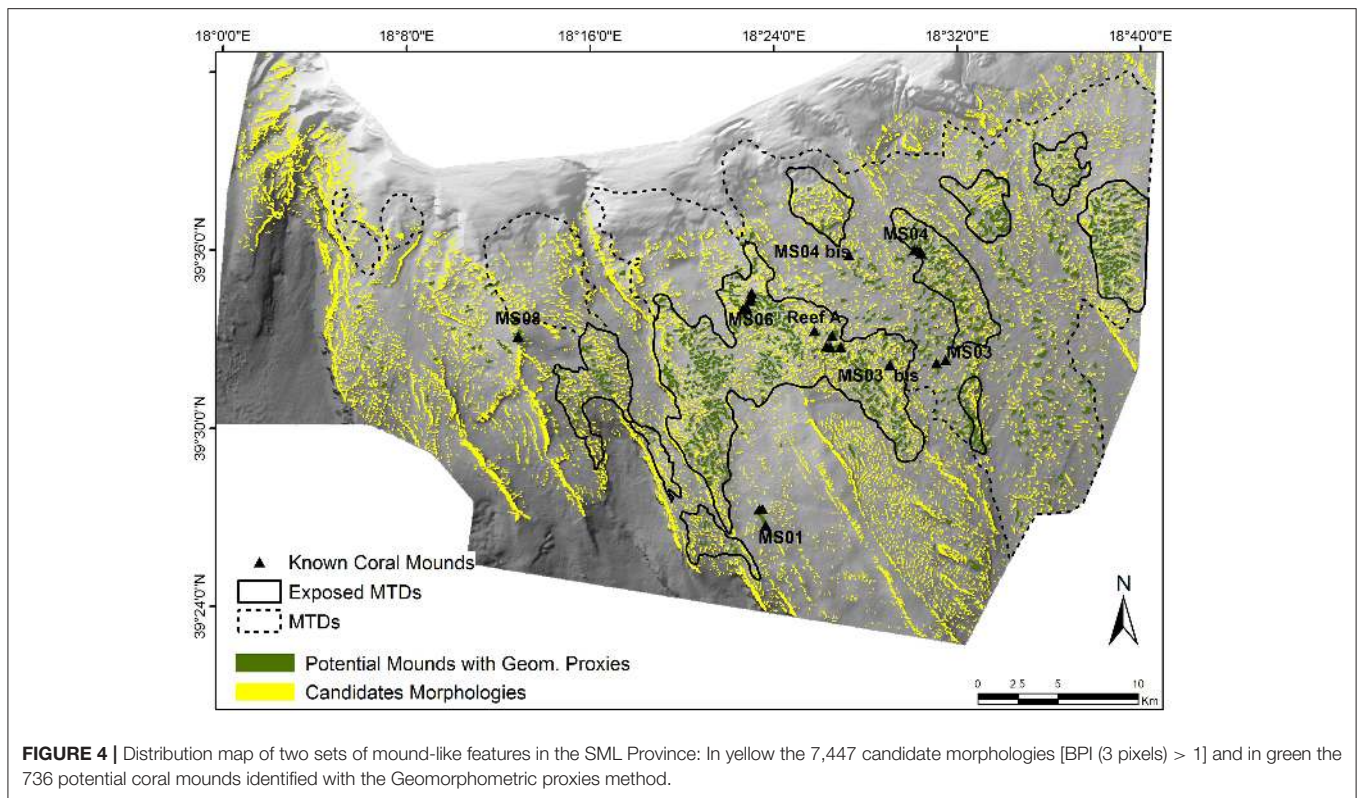 18°0'0"E 18°8'0"E 18°16'0"E 18°24'0"E 18°32'0"E 18°40'0"E
39°36'0"N
39°30'0"N
39°24'0"N
MS04 bis
MS04
MS06
Reef A
MS08
MS03
MS03 bis
MS01
Known Coral Mounds
Exposed MTDs
MTDs
Potential Mounds with Geom. Proxies
Candidates Morphologies
N
0 2.5 5 10
Km
FIGURE 4 | Distribution map of two sets of mound-like features in the SML Province: In yellow the 7,447 candidate morphologies [BPI (3 pixels) > 1] and in green the
736 potential coral mounds identified with the Geomorphometric proxies method.